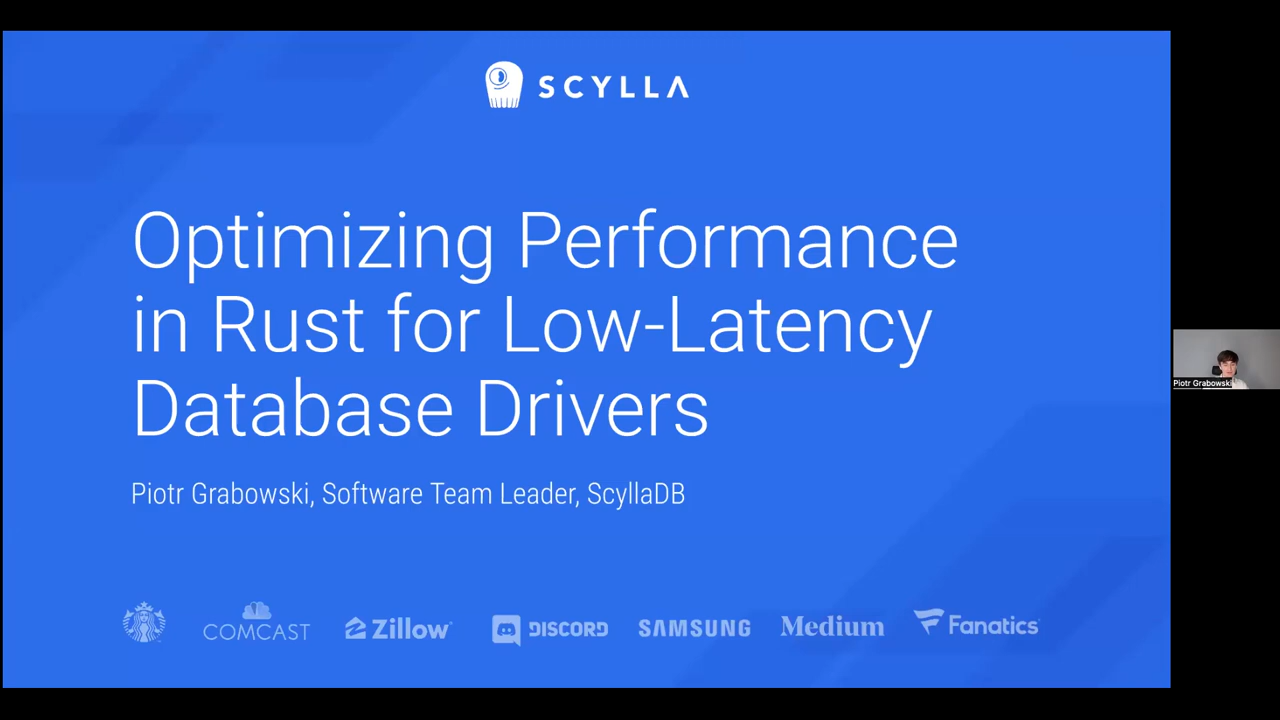 SCYLLA
Optimizing Performance
in Rust for Low-Latency
Database Drivers
Piotr Grabowski, Software Team Leader, ScyllaDB
COMCAST
Zillow
DISCORD
SAMSUNG
Medium
Fanatics
Piotr Grabowski